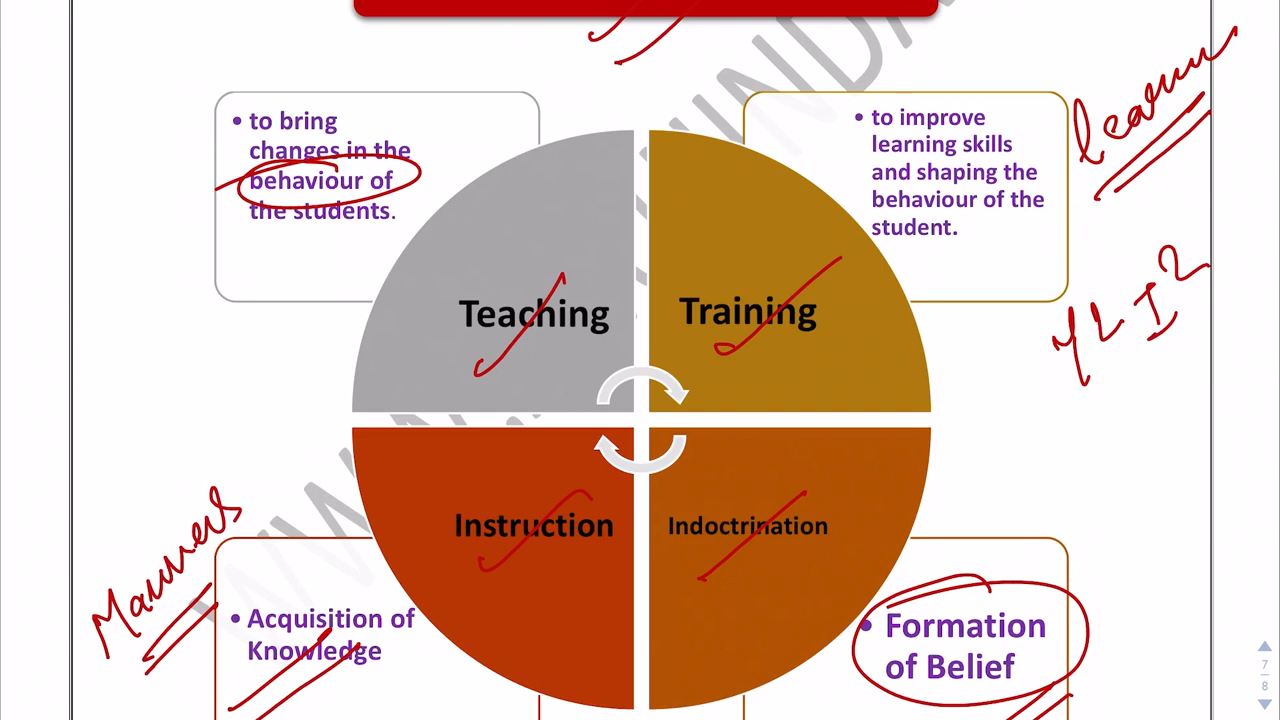 • to bring
changes in the
behaviour of
the students.
• to improve
learning skills
and shaping the
behaviour of the
student.
Teaching
Training
Instruction
Indoctrination
Manners
• Acquisition of
Knowledge
• Formation
of Belief
7
8